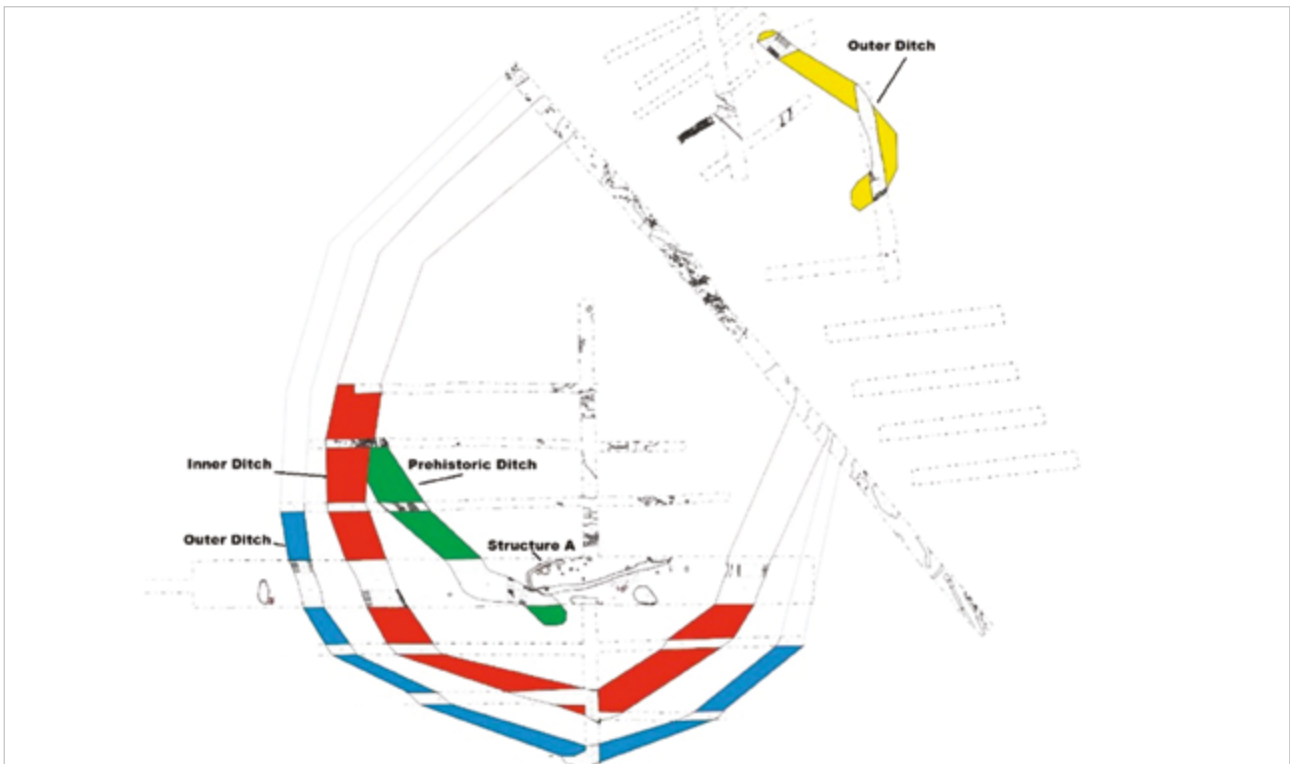 Outer Ditch
Inner Ditch
Prehistoric Ditch
Outer Ditch
Structure A